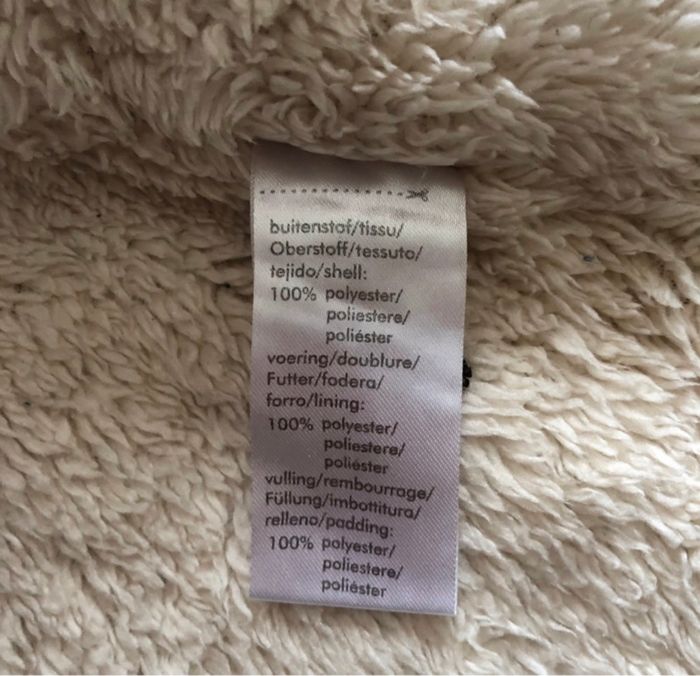 buitenstof/tissu/
Oberstoff/tessuto/
tejido/shell:
100% polyester/
poliestere/
poliéster
voering/doublure/
Futter/fodera/
forro/lining:
100% polyester/
poliestere/
poliéster
vulling/rembourrage/
Füllung/imbottitura/
relleno/padding:
100% polyester/
poliestere/
poliéster